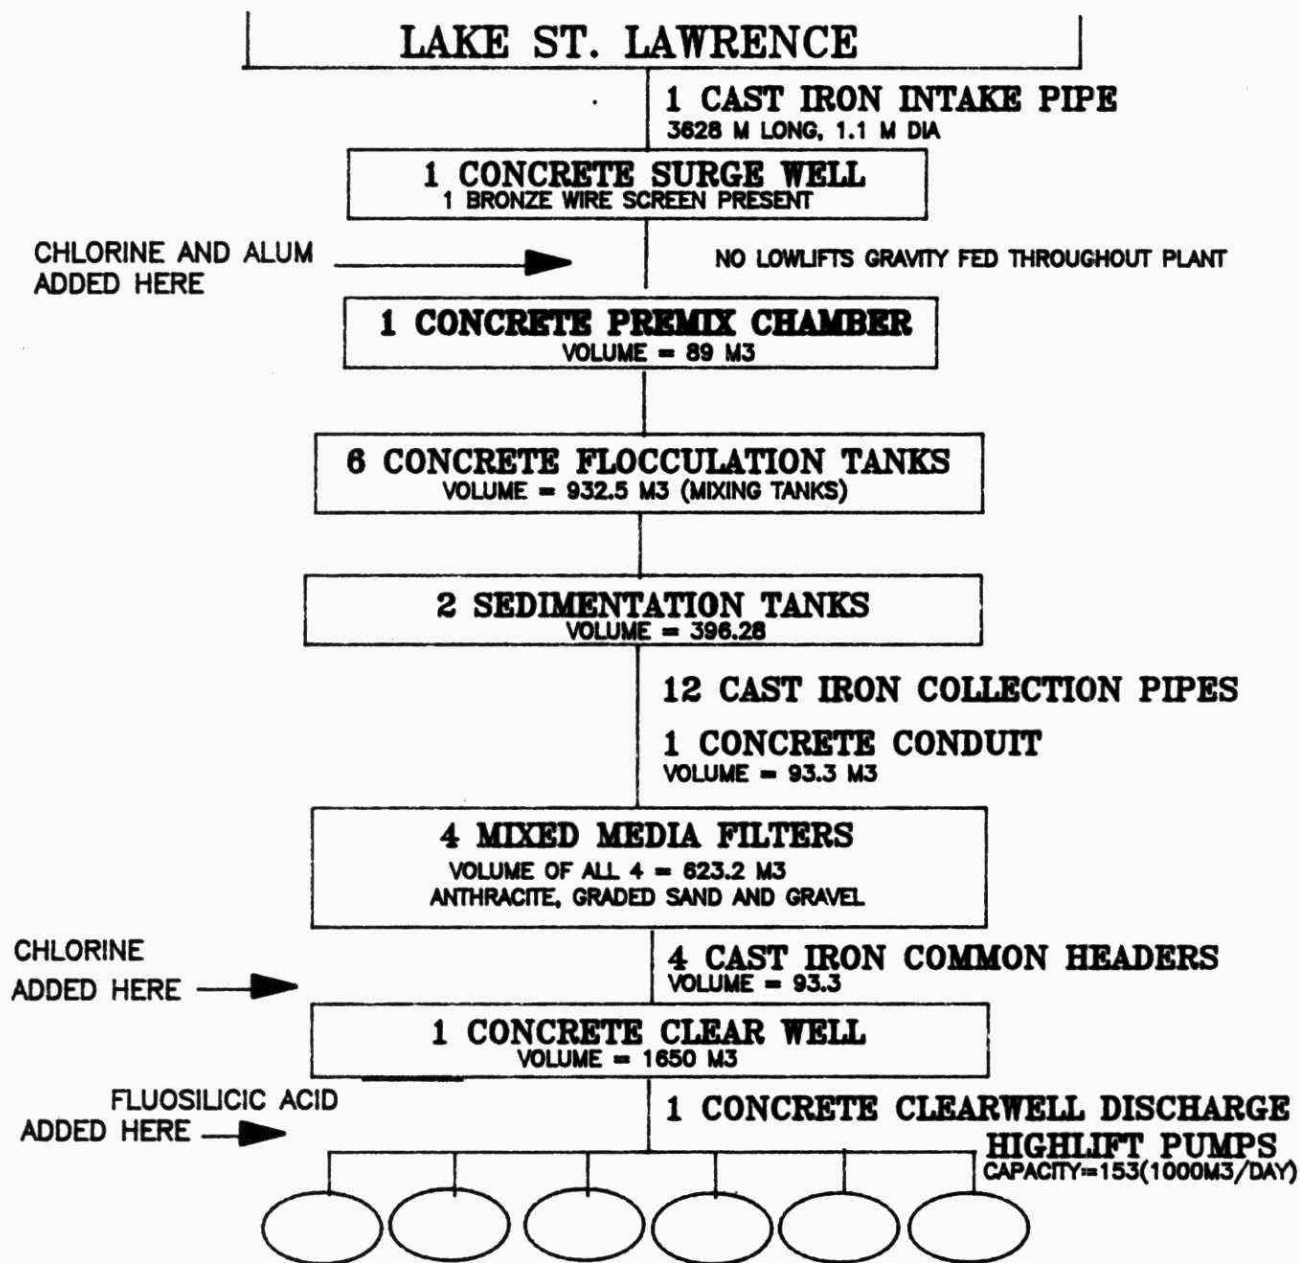 LAKE ST. LAWRENCE
1 CAST IRON INTAKE PIPE
3628 M LONG, 1.1 M DIA
1 CONCRETE SURGE WELL
1 BRONZE WIRE SCREEN PRESENT
CHLORINE AND ALUM
ADDED HERE
NO LOWLIFTS GRAVITY FED THROUGHOUT PLANT
1 CONCRETE PREMIX CHAMBER
VOLUME = 89 M3
6 CONCRETE FLOCCULATION TANKS
VOLUME = 932.5 M3 (MIXING TANKS)
2 SEDIMENTATION TANKS
VOLUME = 396.28
12 CAST IRON COLLECTION PIPES
1 CONCRETE CONDUIT
VOLUME = 93.3 M3
4 MIXED MEDIA FILTERS
VOLUME OF ALL 4 = 623.2 M3
ANTHRACITE, GRADED SAND AND GRAVEL
CHLORINE
ADDED HERE
4 CAST IRON COMMON HEADERS
VOLUME = 93.3
1 CONCRETE CLEAR WELL
VOLUME = 1650 M3
FLUOSILICIC ACID
ADDED HERE
1 CONCRETE CLEARWELL DISCHARGE
HIGHLIFT PUMPS
CAPACITY=153(1000M3/DAY)